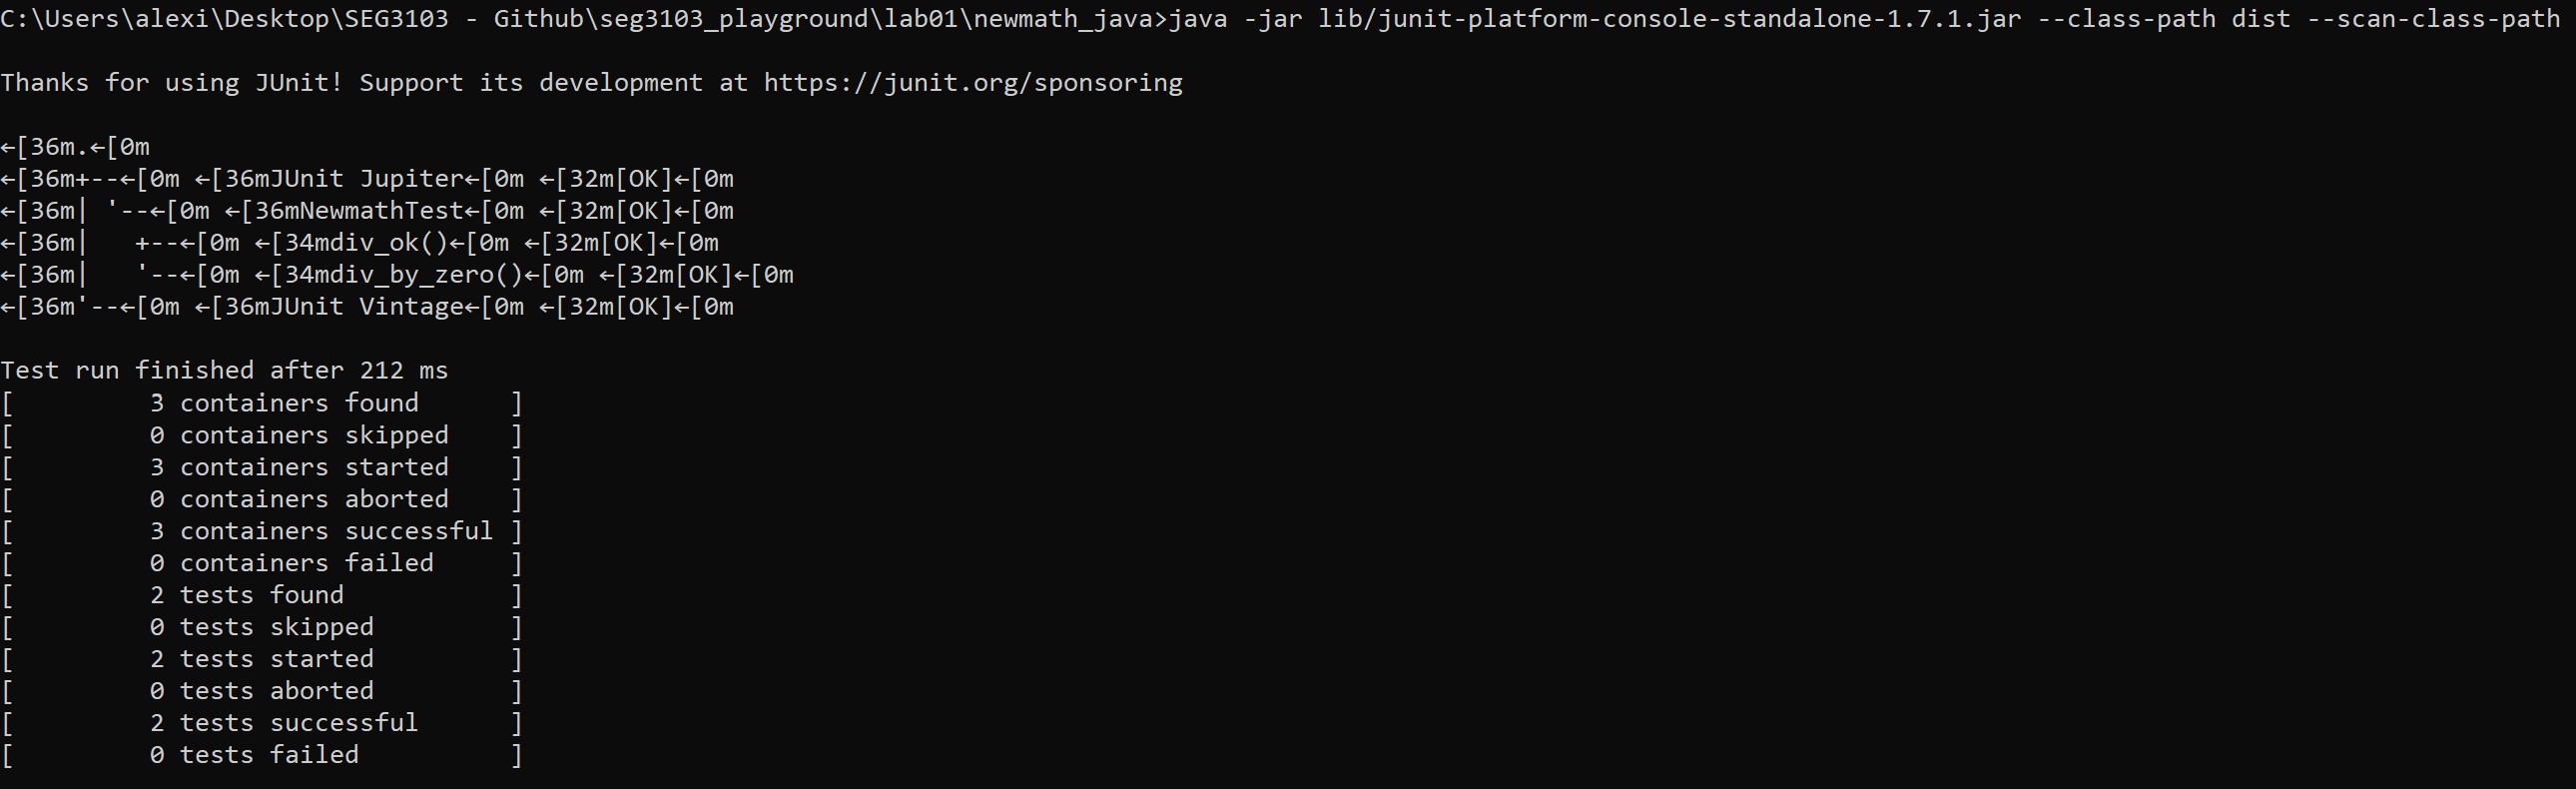 C:\Users\alexi\Desktop\SEG3103 - Github\seg3103_playground\lab01\newmath_java>java -jar lib/junit-platform-console-standalone-1.7.1.jar --class-path dist --scan-class-path
Thanks for using JUnit! Support its development at https://junit.org/sponsoring
←[36m.←[0m
←[36m+--←[0m ←[36mJUnit Jupiter←[0m ←[32m[OK]←[0m
←[36m| '--←[0m ←[36mNewmathTest←[0m ←[32m[OK]←[0m
←[36m|   +--←[0m ←[34mdiv_ok()←[0m ←[32m[OK]←[0m
←[36m|   '--←[0m ←[34mdiv_by_zero()←[0m ←[32m[OK]←[0m
←[36m'--←[0m ←[36mJUnit Vintage←[0m ←[32m[OK]←[0m
Test run finished after 212 ms
[         3 containers found      ]
[         0 containers skipped    ]
[         3 containers started    ]
[         0 containers aborted    ]
[         3 containers successful ]
[         0 containers failed     ]
[         2 tests found           ]
[         0 tests skipped         ]
[         2 tests started         ]
[         0 tests aborted         ]
[         2 tests successful      ]
[         0 tests failed          ]